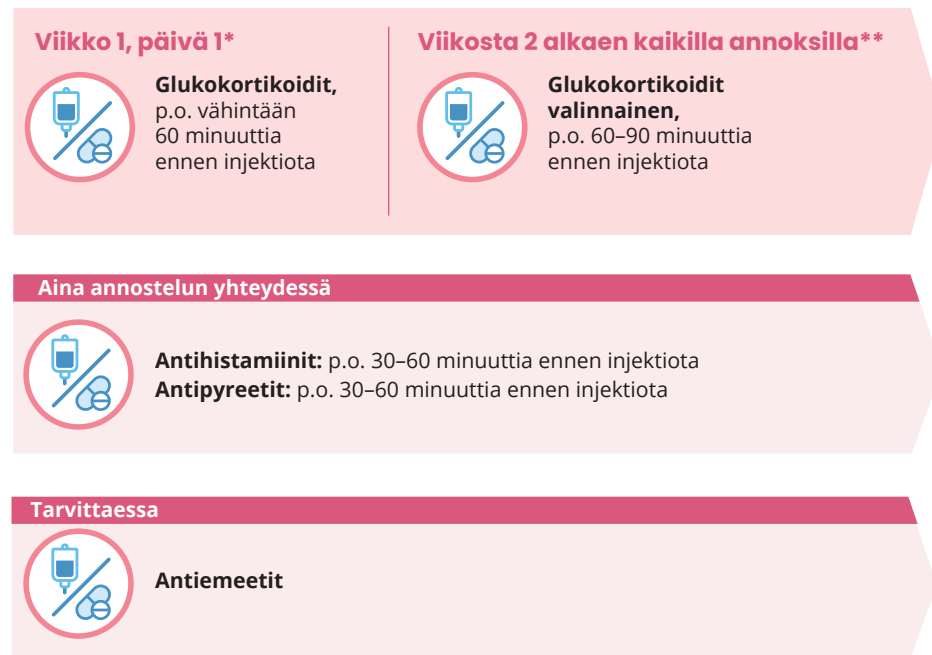 Viikko 1, päivä 1*
Glukokortikoidit,
p.o. vähintään
60 minuuttia
ennen injektiota
Viikosta 2 alkaen kaikilla annoksilla**
Glukokortikoidit
valinnainen,
p.o. 60–90 minuuttia
ennen injektiota
Aina annostelun yhteydessä
Antihistamiinit: p.o. 30–60 minuuttia ennen injektiota
Antipyreetit: p.o. 30–60 minuuttia ennen injektiota
Tarvittaessa
Antiemeetit